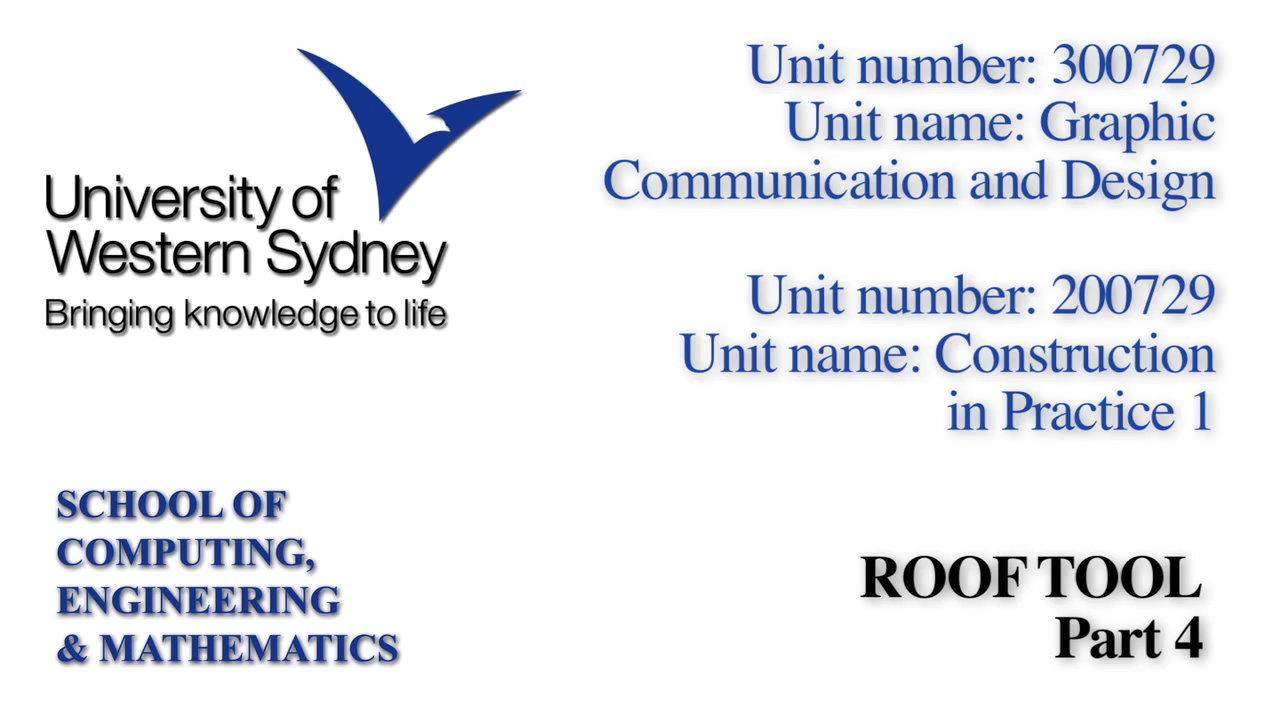 University of
Western Sydney
Bringing knowledge to life
Unit number: 300729
Unit name: Graphic
Communication and Design
Unit number: 200729
Unit name: Construction
in Practice 1
SCHOOL OF
COMPUTING,
ENGINEERING
& MATHEMATICS
ROOF TOOL
Part 4